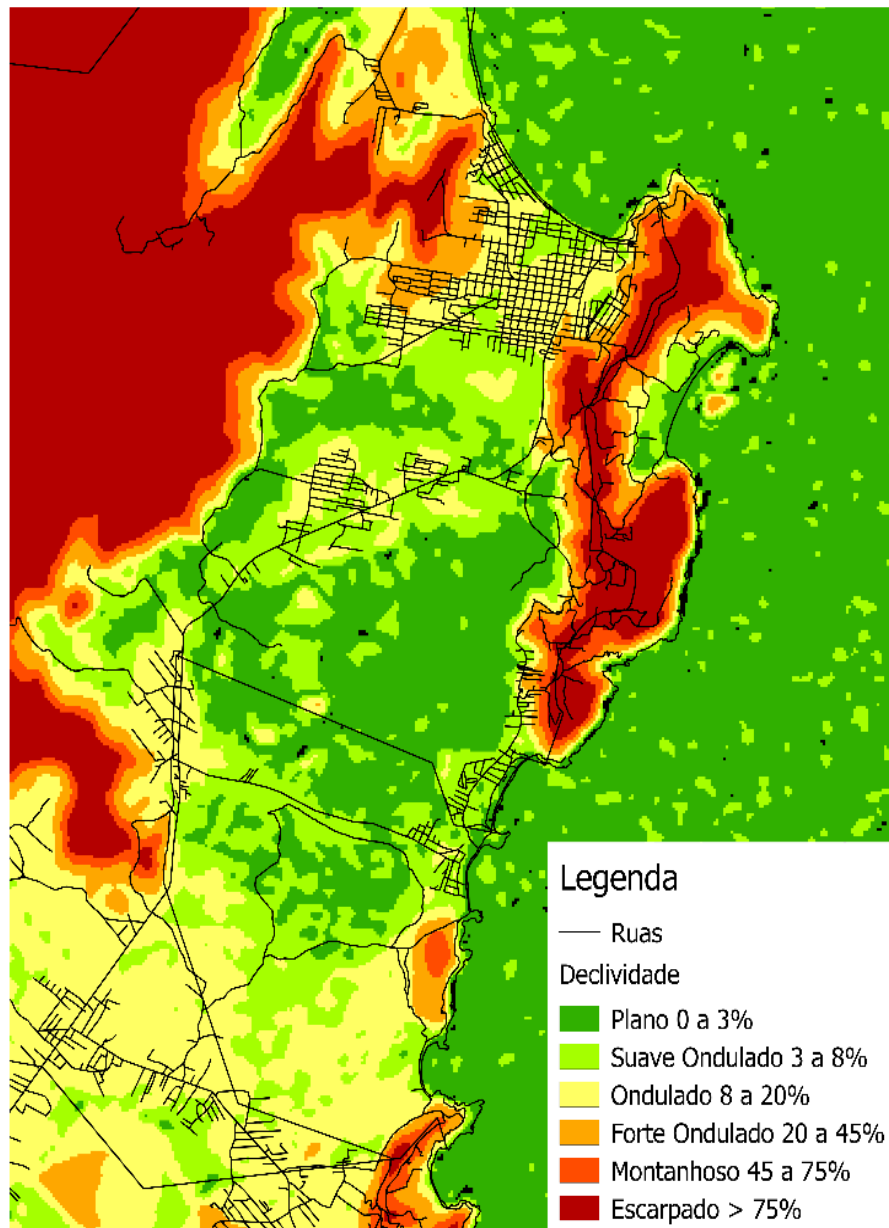 Legenda
Ruas
Declividade
Plano 0 a 3%
Suave Ondulado 3 a 8%
Ondulado 8 a 20%
Forte Ondulado 20 a 45%
Montanhoso 45 a 75%
Escarpado > 75%